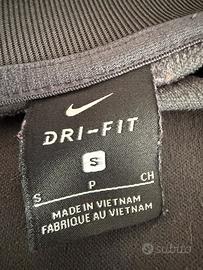 DRI-FIT
S
S P CH
MADE IN VIETNAM
FABRIQUE AU VIETNAM
subito